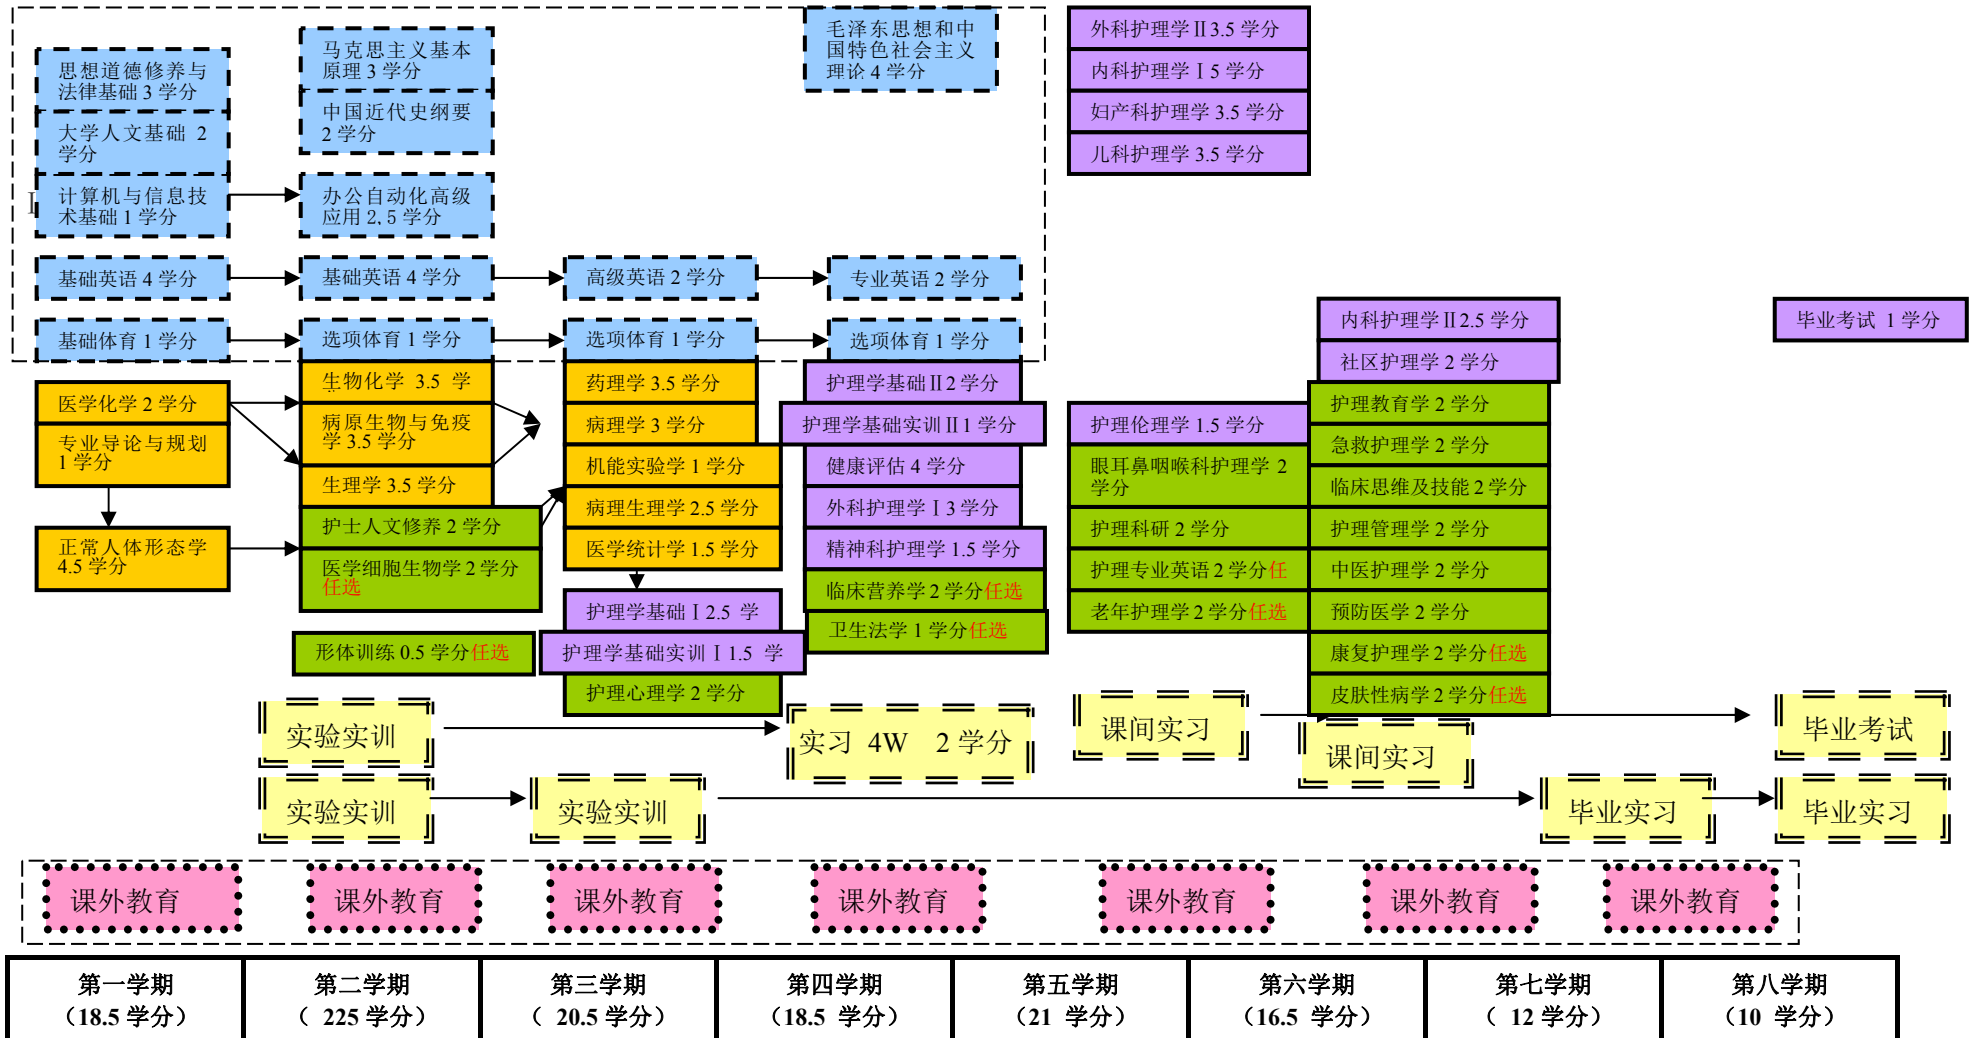 思想道德修养与
法律基础 3 学分
大学人文基础 2
学分
I
计算机与信息技
术基础 1 学分
基础英语 4 学分
基础体育 1 学分
医学化学 2 学分
专业导论与规划
1 学分
正常人体形态学
4.5 学分
马克思主义基本
原理 3 学分
中国近代史纲要
2 学分
办公自动化高级
应用 2,5 学分
基础英语 4 学分
选项体育 1 学分
生物化学 3.5 学
病原生物与免疫
学 3.5 学分
生理学 3.5 学分
护士人文修养 2 学分
医学细胞生物学 2 学分
任选
形体训练 0.5 学分任选
高级英语 2 学分
选项体育 1 学分
药理学 3.5 学分
病理学 3 学分
机能实验学 1 学分
病理生理学 2.5 学分
医学统计学 1.5 学分
护理学基础Ⅰ2.5 学
护理学基础实训Ⅰ1.5 学
护理心理学 2 学分
毛泽东思想和中
国特色社会主义
理论 4 学分
专业英语 2 学分
选项体育 1 学分
护理学基础Ⅱ2 学分
护理学基础实训Ⅱ1 学分
健康评估 4 学分
外科护理学Ⅰ3 学分
精神科护理学 1.5 学分
临床营养学 2 学分任选
卫生法学 1 学分任选
外科护理学Ⅱ3.5 学分
内科护理学Ⅰ5 学分
妇产科护理学 3.5 学分
儿科护理学 3.5 学分
护理伦理学 1.5 学分
眼耳鼻咽喉科护理学 2
学分
护理科研 2 学分
护理专业英语 2 学分任
老年护理学 2 学分任选
内科护理学Ⅱ2.5 学分
社区护理学 2 学分
护理教育学 2 学分
急救护理学 2 学分
临床思维及技能 2 学分
护理管理学 2 学分
中医护理学 2 学分
预防医学 2 学分
康复护理学 2 学分任选
皮肤性病学 2 学分任选
毕业考试 1 学分
实验实训
实习 4W 2 学分
课间实习
课间实习
毕业考试
实验实训
实验实训
毕业实习
毕业实习
课外教育
课外教育
课外教育
课外教育
课外教育
课外教育
课外教育
第一学期
（18.5 学分）
第二学期
（ 225 学分）
第三学期
（ 20.5 学分）
第四学期
（18.5 学分）
第五学期
（21 学分）
第六学期
（16.5 学分）
第七学期
（ 12 学分）
第八学期
（10 学分）